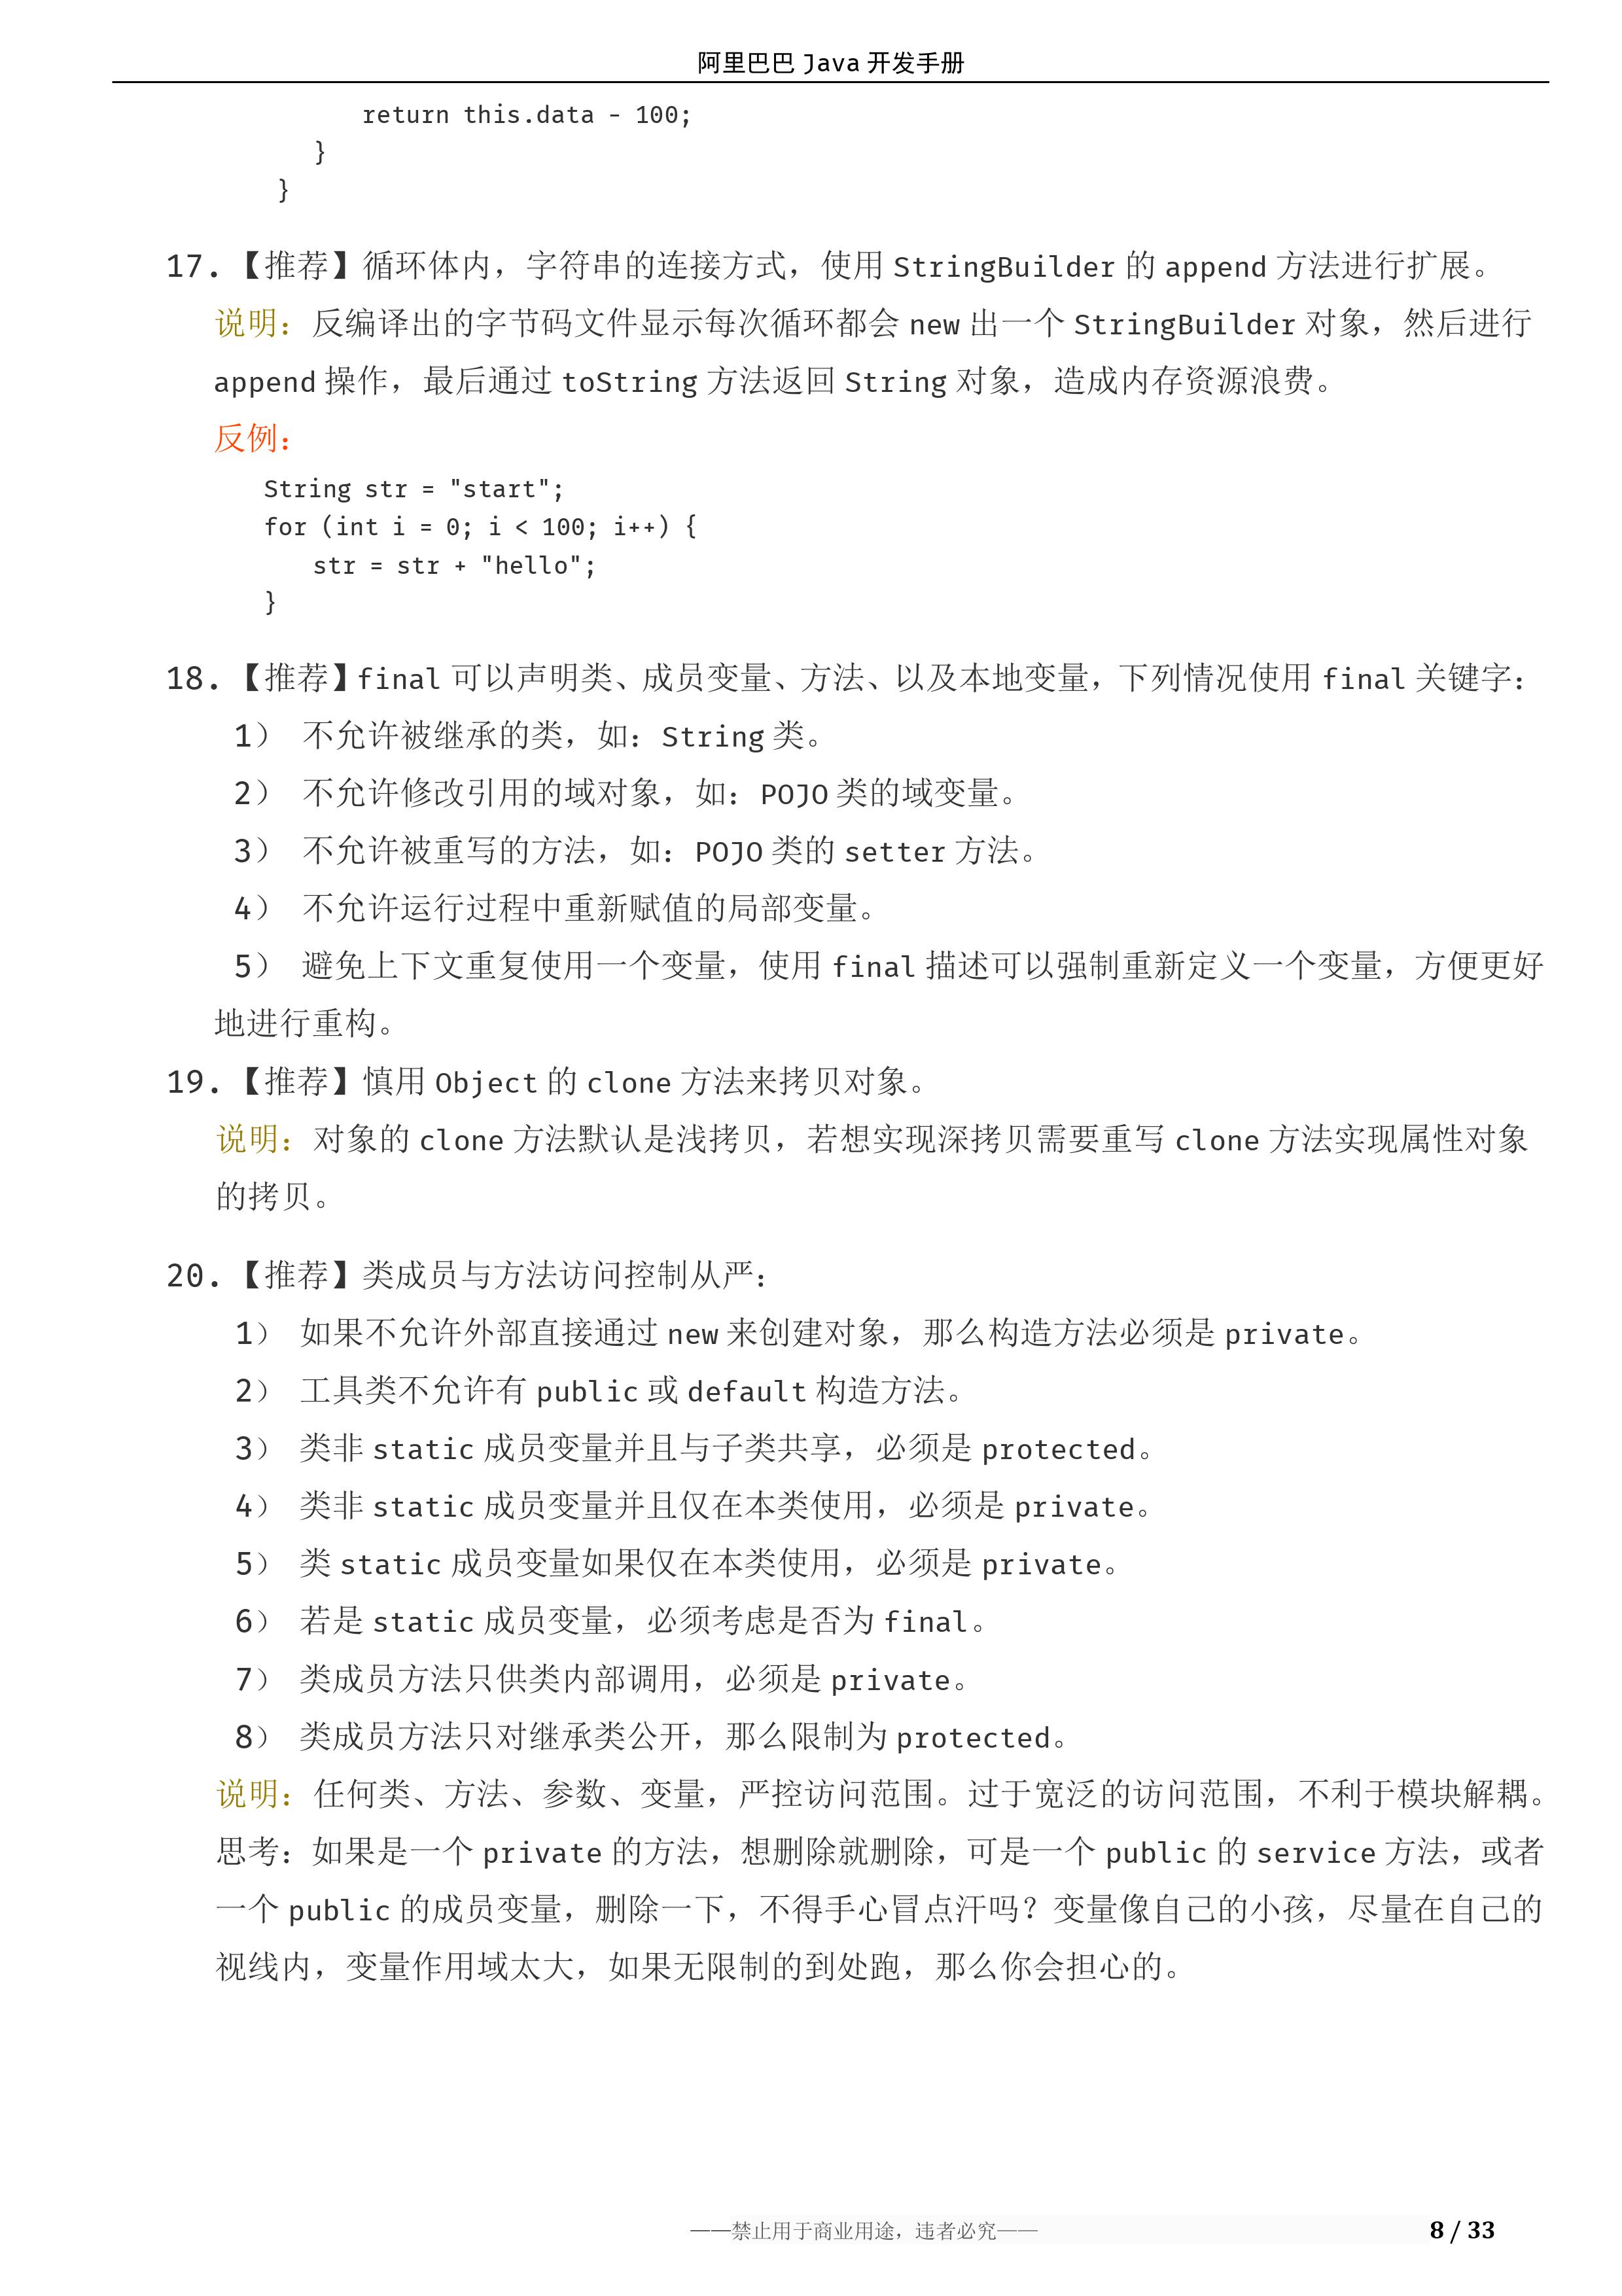 阿里巴巴 Java 开发手册
return this.data - 100;
}
}
17. 【推荐】循环体内，字符串的连接方式，使用 StringBuilder 的 append 方法进行扩展。
说明：反编译出的字节码文件显示每次循环都会 new 出一个 StringBuilder 对象，然后进行
append 操作，最后通过 toString 方法返回 String 对象，造成内存资源浪费。
反例：
String str = "start";
for (int i = 0; i < 100; i++) {
str = str + "hello";
}
18. 【推荐】final 可以声明类、成员变量、方法、以及本地变量，下列情况使用 final 关键字：
1） 不允许被继承的类，如：String 类。
2） 不允许修改引用的域对象，如：POJO 类的域变量。
3） 不允许被重写的方法，如：POJO 类的 setter 方法。
4） 不允许运行过程中重新赋值的局部变量。
5） 避免上下文重复使用一个变量，使用 final 描述可以强制重新定义一个变量，方便更好
地进行重构。
19. 【推荐】慎用 Object 的 clone 方法来拷贝对象。
说明：对象的 clone 方法默认是浅拷贝，若想实现深拷贝需要重写 clone 方法实现属性对象
的拷贝。
20. 【推荐】类成员与方法访问控制从严：
1） 如果不允许外部直接通过 new 来创建对象，那么构造方法必须是 private。
2） 工具类不允许有 public 或 default 构造方法。
3） 类非 static 成员变量并且与子类共享，必须是 protected。
4） 类非 static 成员变量并且仅在本类使用，必须是 private。
5） 类 static 成员变量如果仅在本类使用，必须是 private。
6） 若是 static 成员变量，必须考虑是否为 final。
7） 类成员方法只供类内部调用，必须是 private。
8） 类成员方法只对继承类公开，那么限制为 protected。
说明：任何类、方法、参数、变量，严控访问范围。过于宽泛的访问范围，不利于模块解耦。
思考：如果是一个 private 的方法，想删除就删除，可是一个 public 的 service 方法，或者
一个 public 的成员变量，删除一下，不得手心冒点汗吗？变量像自己的小孩，尽量在自己的
视线内，变量作用域太大，如果无限制的到处跑，那么你会担心的。
——禁止用于商业用途，违者必究——
8 / 33